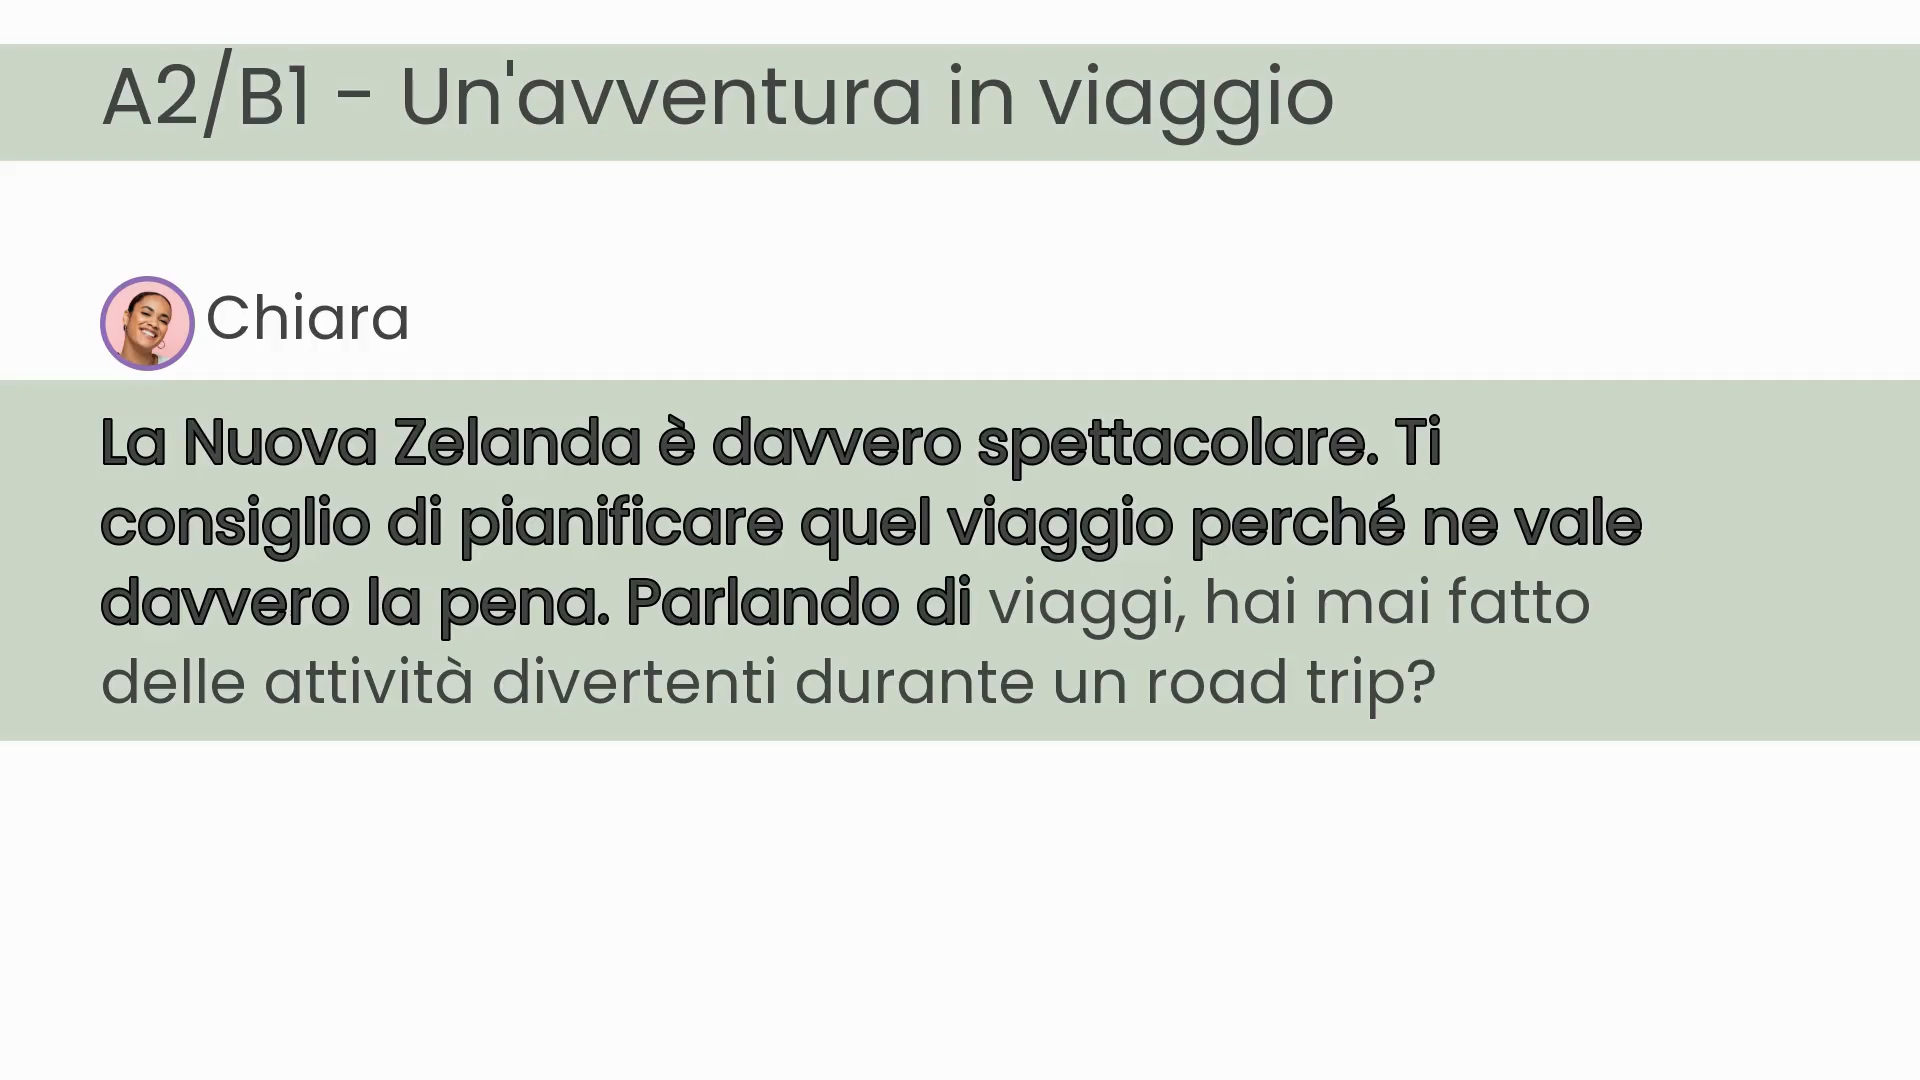 A2/B1 - Un'avventura in viaggio
Chiara
La Nuova Zelanda è davvero spettacolare. Ti
consiglio di pianificare quel viaggio perché ne vale
davvero la pena. Parlando di viaggi, hai mai fatto
delle attività divertenti durante un road trip?